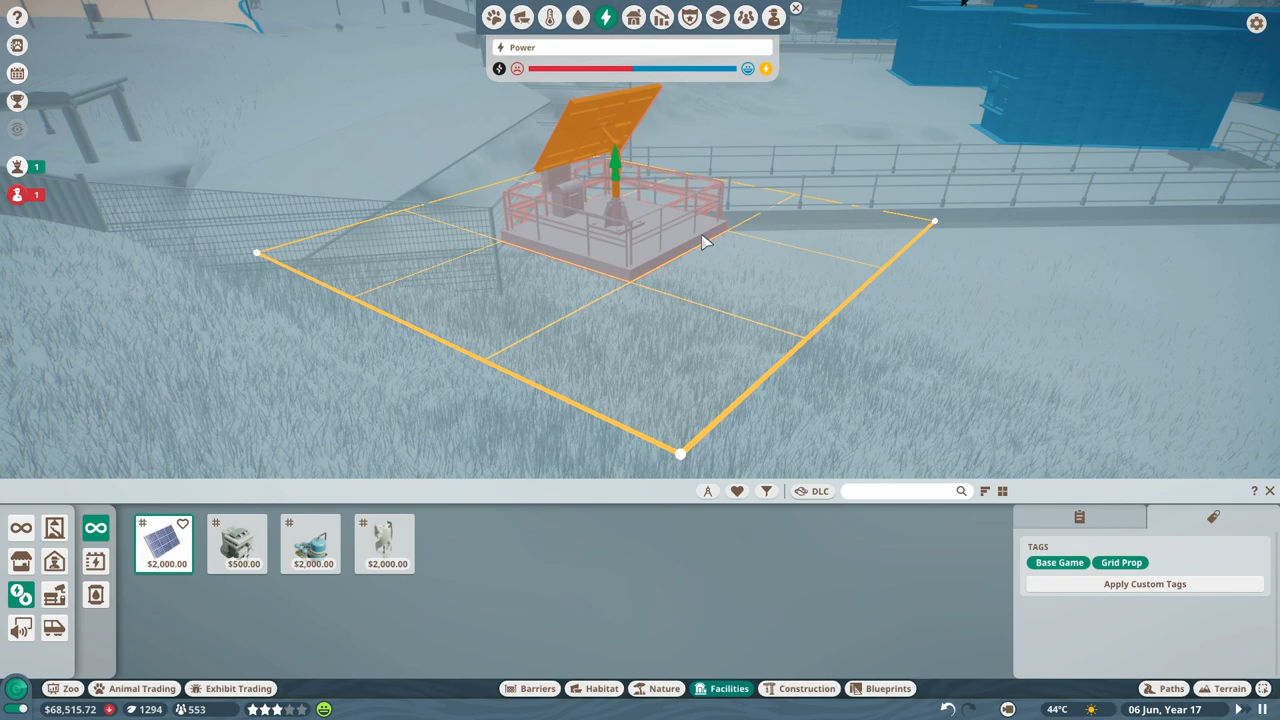 Power
1
1
DLC
$2,000.00
$500.00
$2,000.00
$2,000.00
TAGS
Base Game
Grid Prop
Apply Custom Tags
Zoo
Animal Trading
Exhibit Trading
Barriers
Habitat
Nature
Facilities
Construction
Blueprints
Paths
Terrain
$68,515.72
1294
553
44°C
06 Jun, Year 17